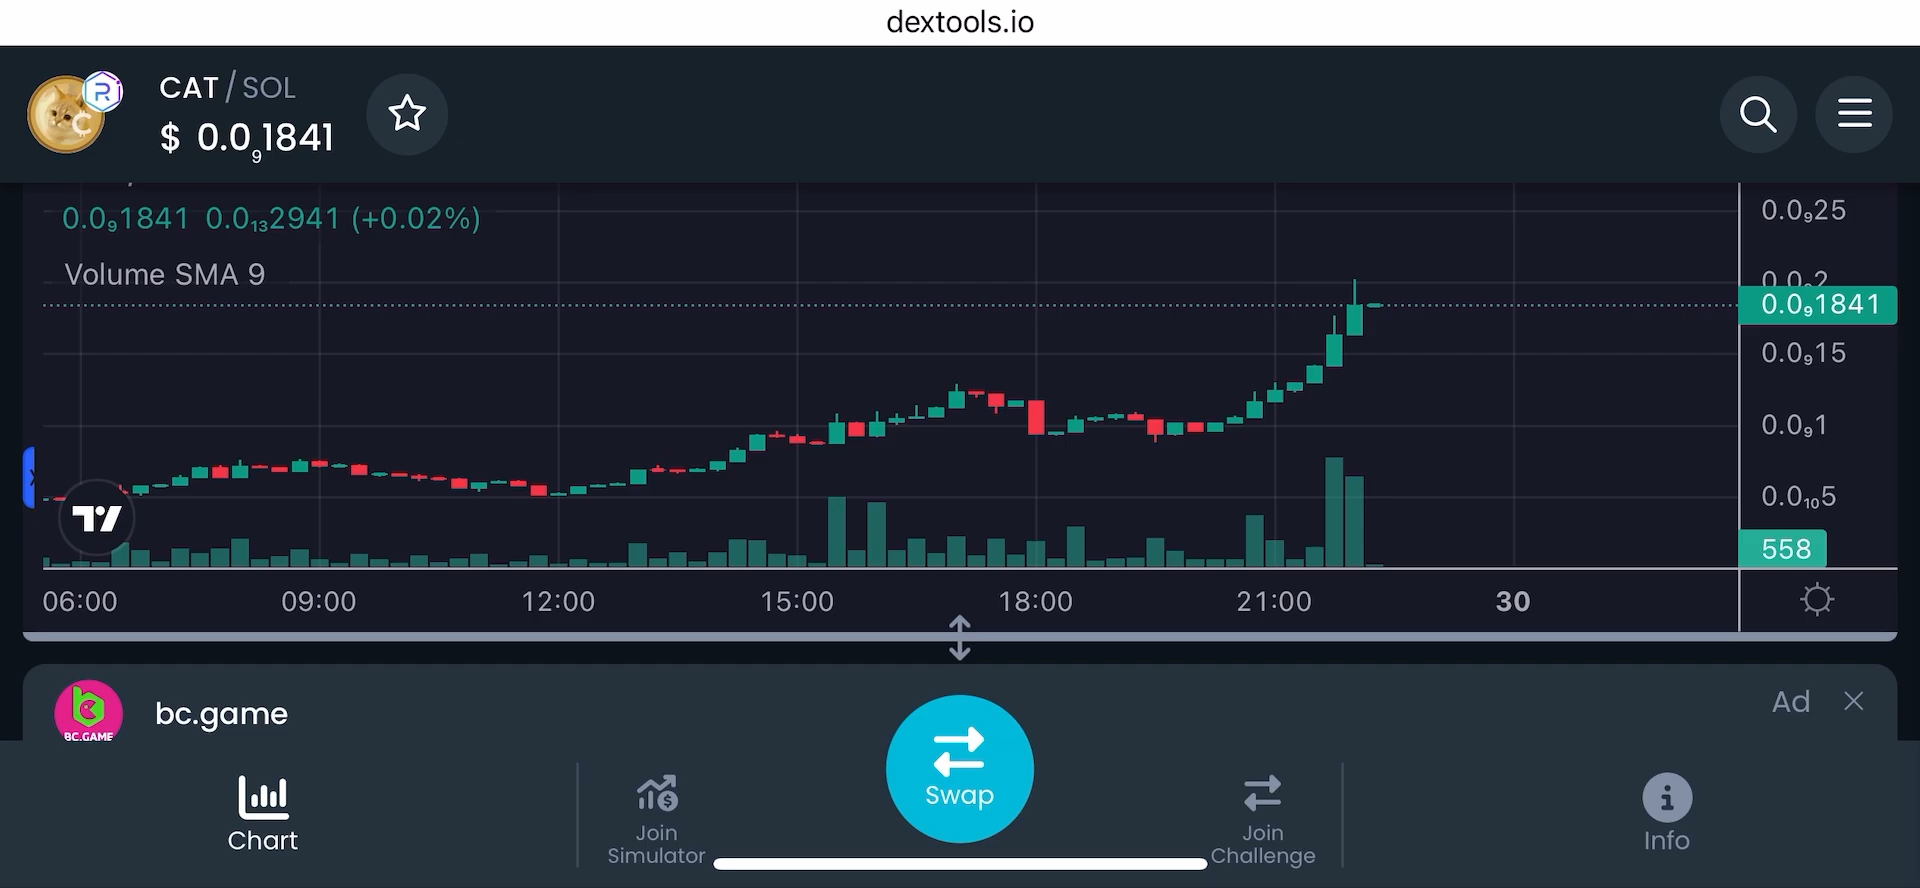 dextools.io
CAT / SOL
$ 0.0₉1841
0.0₉1841 0.0₁₃2941 (+0.02%)
Volume SMA 9
0.0₉25
0.0₉2
0.0₉1841
0.0₉15
0.0₉1
0.0₁₀5
558
06:00 09:00 12:00 15:00 18:00 21:00 30
BC.GAME
bc.game
Ad
Chart
Join
Simulator
Swap
Join
Challenge
Info